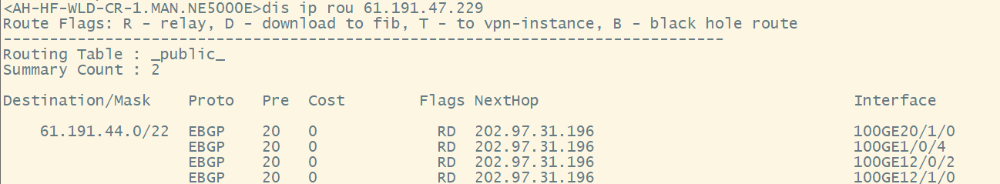 <AH-HF-WLD-CR-1.MAN.NE5000E>dis ip rou 61.191.47.229
Route Flags: R - relay, D - download to fib, T - to vpn-instance, B - black hole route
------------------------------------------------------------------------------
Routing Table : _public_
Summary Count : 2
Destination/Mask    Proto   Pre  Cost        Flags NextHop                                  Interface
    61.191.44.0/22  EBGP    20   0             RD  202.97.31.196                            100GE20/1/0
                    EBGP    20   0             RD  202.97.31.196                            100GE1/0/4
                    EBGP    20   0             RD  202.97.31.196                            100GE12/0/2
                    EBGP    20   0             RD  202.97.31.196                            100GE12/1/0